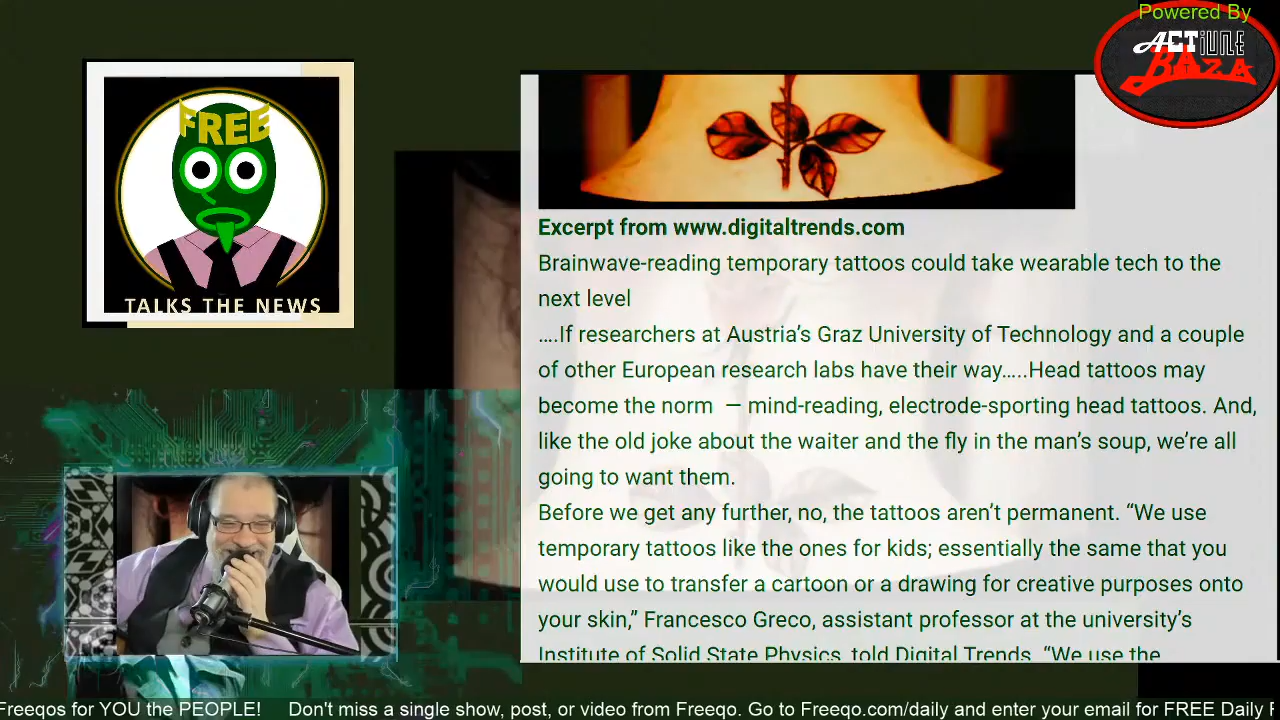 Powered By
ACTiUNE
BAZA
FREE
TALKS THE NEWS
Excerpt from www.digitaltrends.com
Brainwave-reading temporary tattoos could take wearable tech to the
next level
….If researchers at Austria’s Graz University of Technology and a couple
of other European research labs have their way…..Head tattoos may
become the norm — mind-reading, electrode-sporting head tattoos. And,
like the old joke about the waiter and the fly in the man’s soup, we’re all
going to want them.
Before we get any further, no, the tattoos aren’t permanent. “We use
temporary tattoos like the ones for kids; essentially the same that you
would use to transfer a cartoon or a drawing for creative purposes onto
your skin,” Francesco Greco, assistant professor at the university’s
Institute of Solid State Physics, told Digital Trends. “We use the
Freeqos for YOU the PEOPLE! Don't miss a single show, post, or video from Freeqo. Go to Freeqo.com/daily and enter your email for FREE Daily F